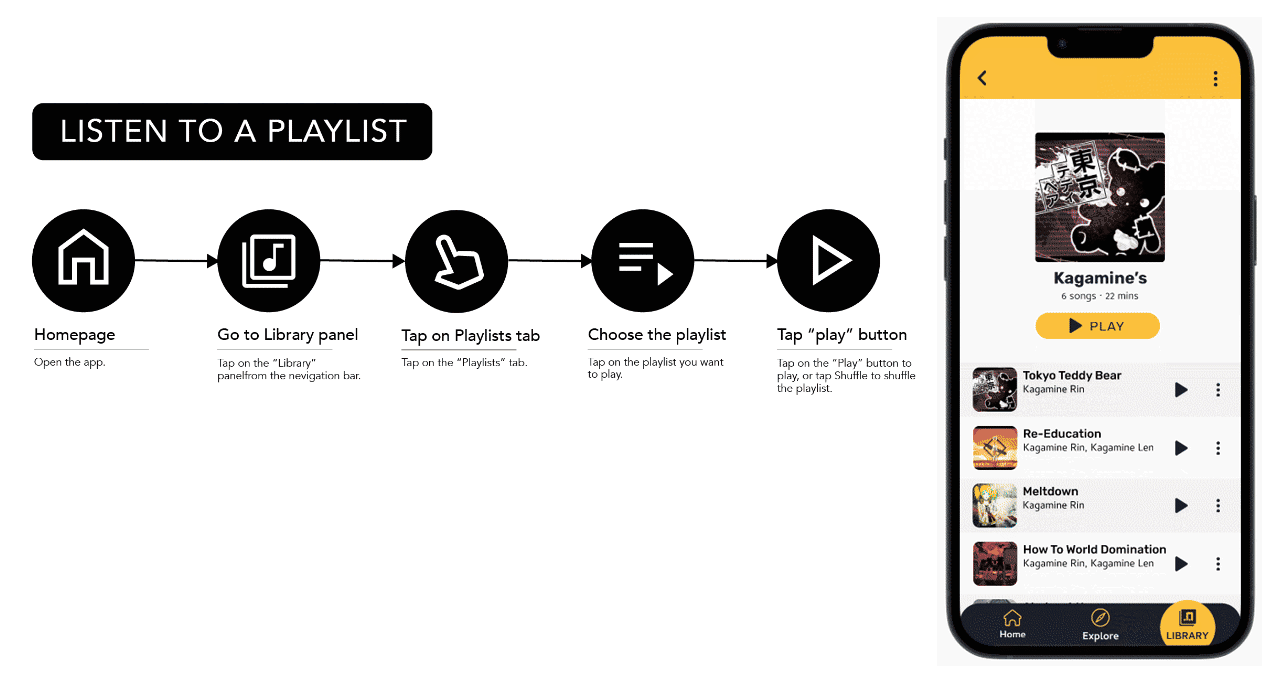 LISTEN TO A PLAYLIST
Homepage
Open the app.
Go to Library panel
Tap on the “Library”
panelfrom the nevigation bar.
Tap on Playlists tab
Tap on the “Playlists” tab.
Choose the playlist
Tap on the playlist you want
to play.
Tap “play” button
Tap on the “Play” button to
play, or tap Shuffle to shuffle
the playlist.
東京
テディ
ベア
Kagamine’s
6 songs · 22 mins
PLAY
Tokyo Teddy Bear
Kagamine Rin
Re-Education
Kagamine Rin, Kagamine Len
Meltdown
Kagamine Rin
How To World Domination
Kagamine Rin, Kagamine Len
Home
Explore
LIBRARY